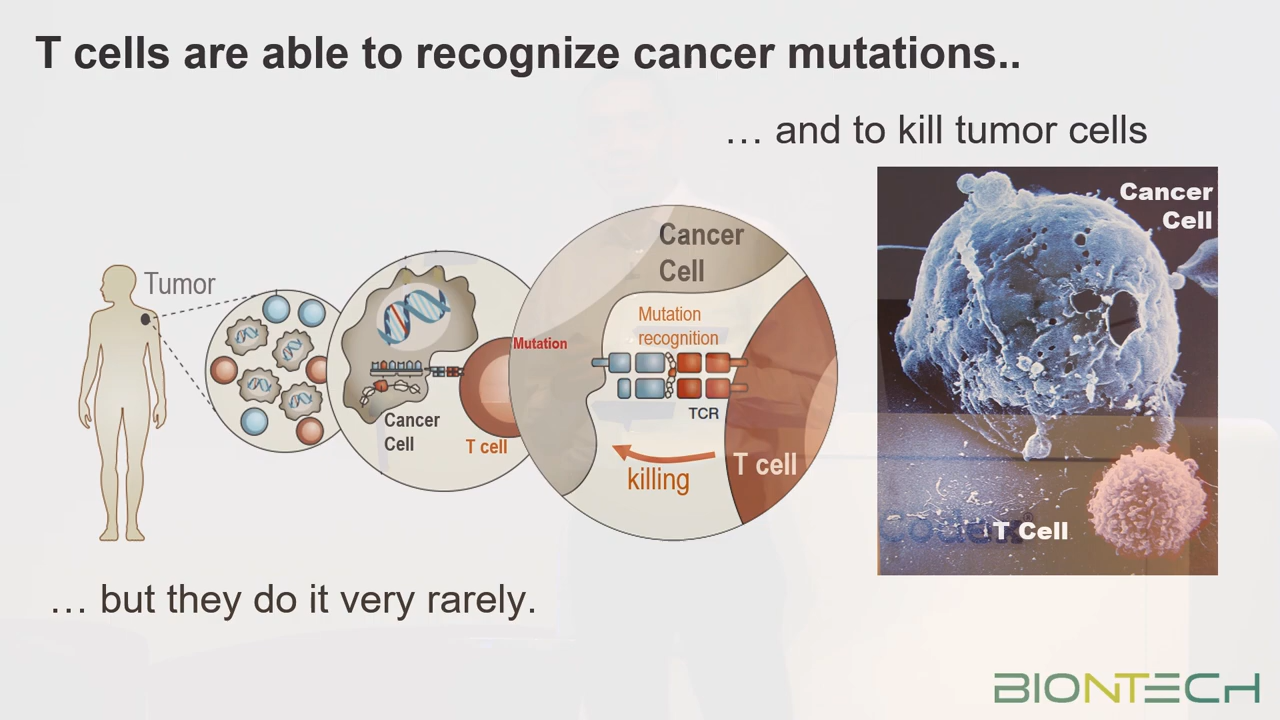 T cells are able to recognize cancer mutations..
… and to kill tumor cells
Tumor
Cancer
Cell
T cell
Mutation
Cancer
Cell
Mutation
recognition
TCR
killing
T cell
Cancer
Cell
T Cell
… but they do it very rarely.
BIONTECH